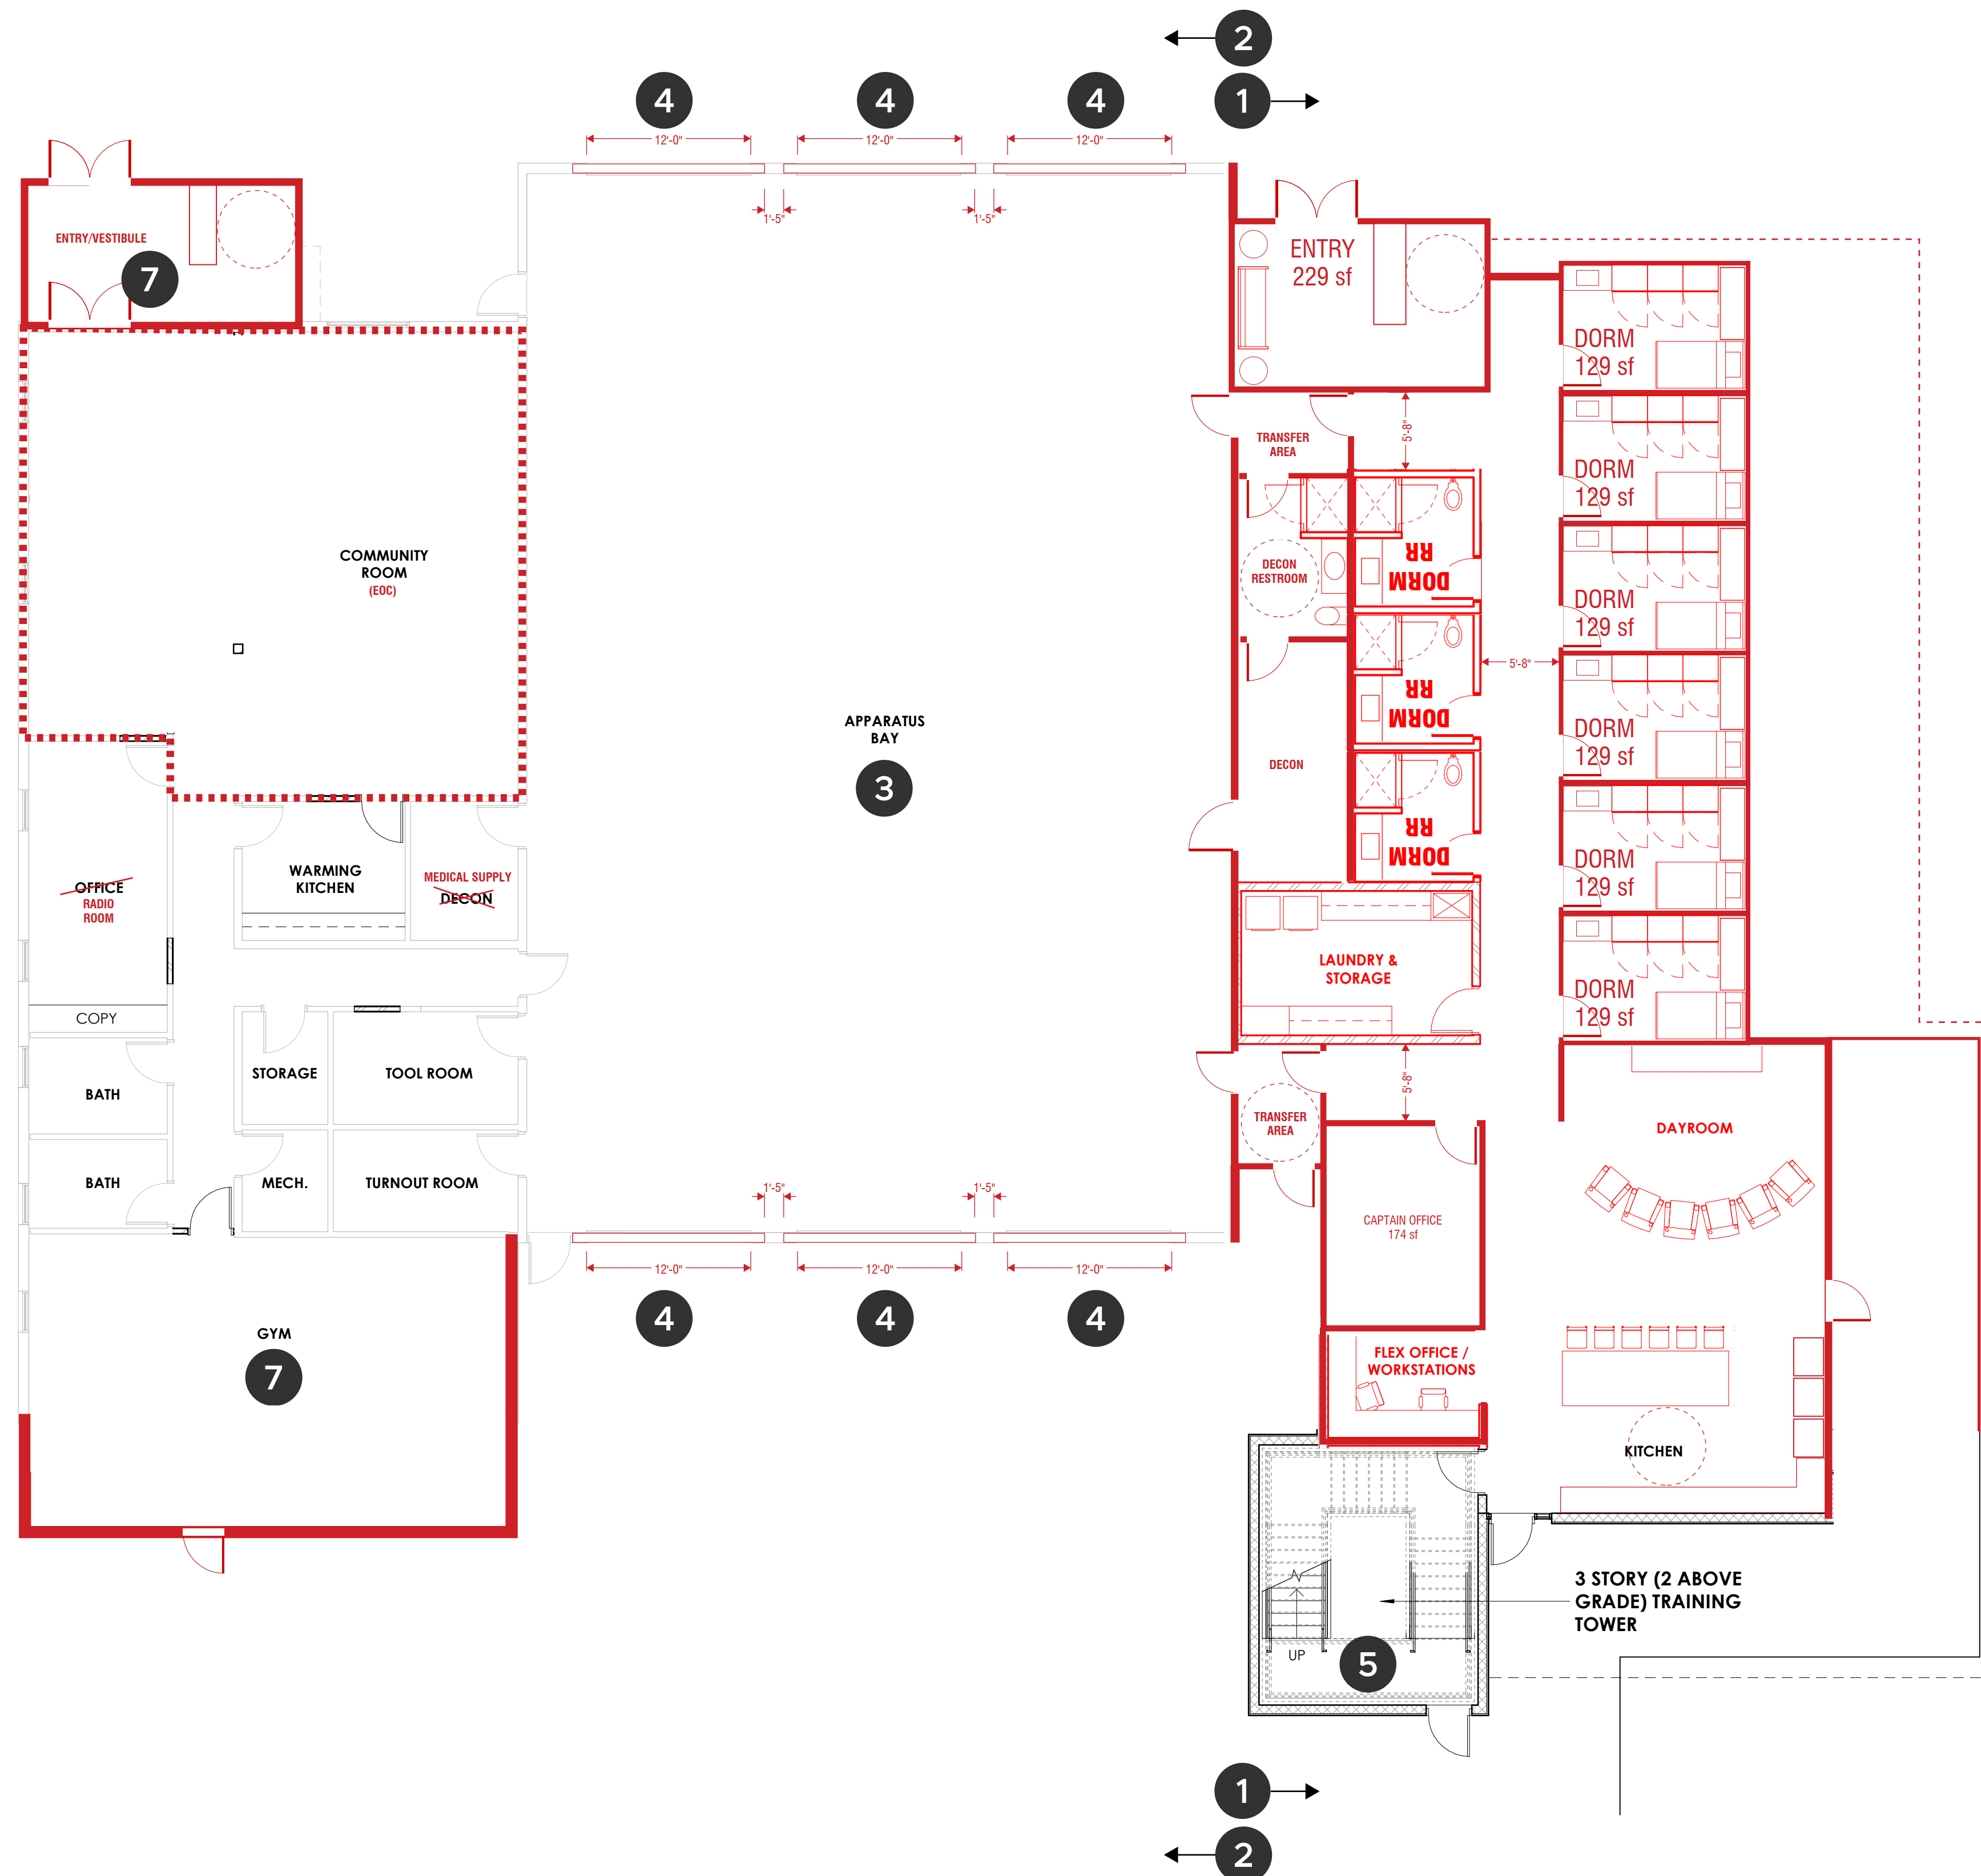 2
1
4
4
4
12'-0"
12'-0"
12'-0"
1'-5"
1'-5"
ENTRY/VESTIBULE
7
ENTRY
229 sf
DORM
129 sf
TRANSFER
AREA
5'-8"
DORM
129 sf
COMMUNITY
ROOM
(EOC)
DECON
RESTROOM
DORM
RR
DORM
129 sf
5'-8"
DORM
RR
APPARATUS
BAY
3
DECON
DORM
129 sf
DORM
RR
DORM
129 sf
OFFICE
RADIO
ROOM
WARMING
KITCHEN
MEDICAL SUPPLY
DECON
LAUNDRY &
STORAGE
DORM
129 sf
COPY
STORAGE
TOOL ROOM
BATH
5'-8"
TRANSFER
AREA
DAYROOM
BATH
MECH.
TURNOUT ROOM
1'-5"
1'-5"
CAPTAIN OFFICE
174 sf
12'-0"
12'-0"
12'-0"
4
4
4
GYM
7
FLEX OFFICE /
WORKSTATIONS
KITCHEN
3 STORY (2 ABOVE
GRADE) TRAINING
TOWER
UP
5
1
2